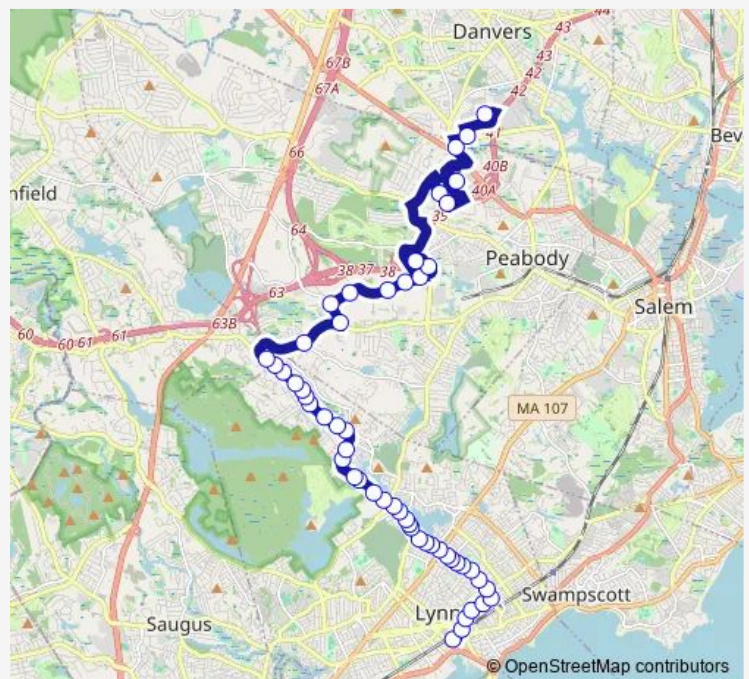 Danvers
44
43
43
42
42
67B
67A
41
66
Bev
40B
40A
nfield
39
64
Peabody
38 37 38
63
Salem
63B
60
60 61
61
MA 107
Swampscott
Lynn
Saugus
© OpenStreetMap contributors